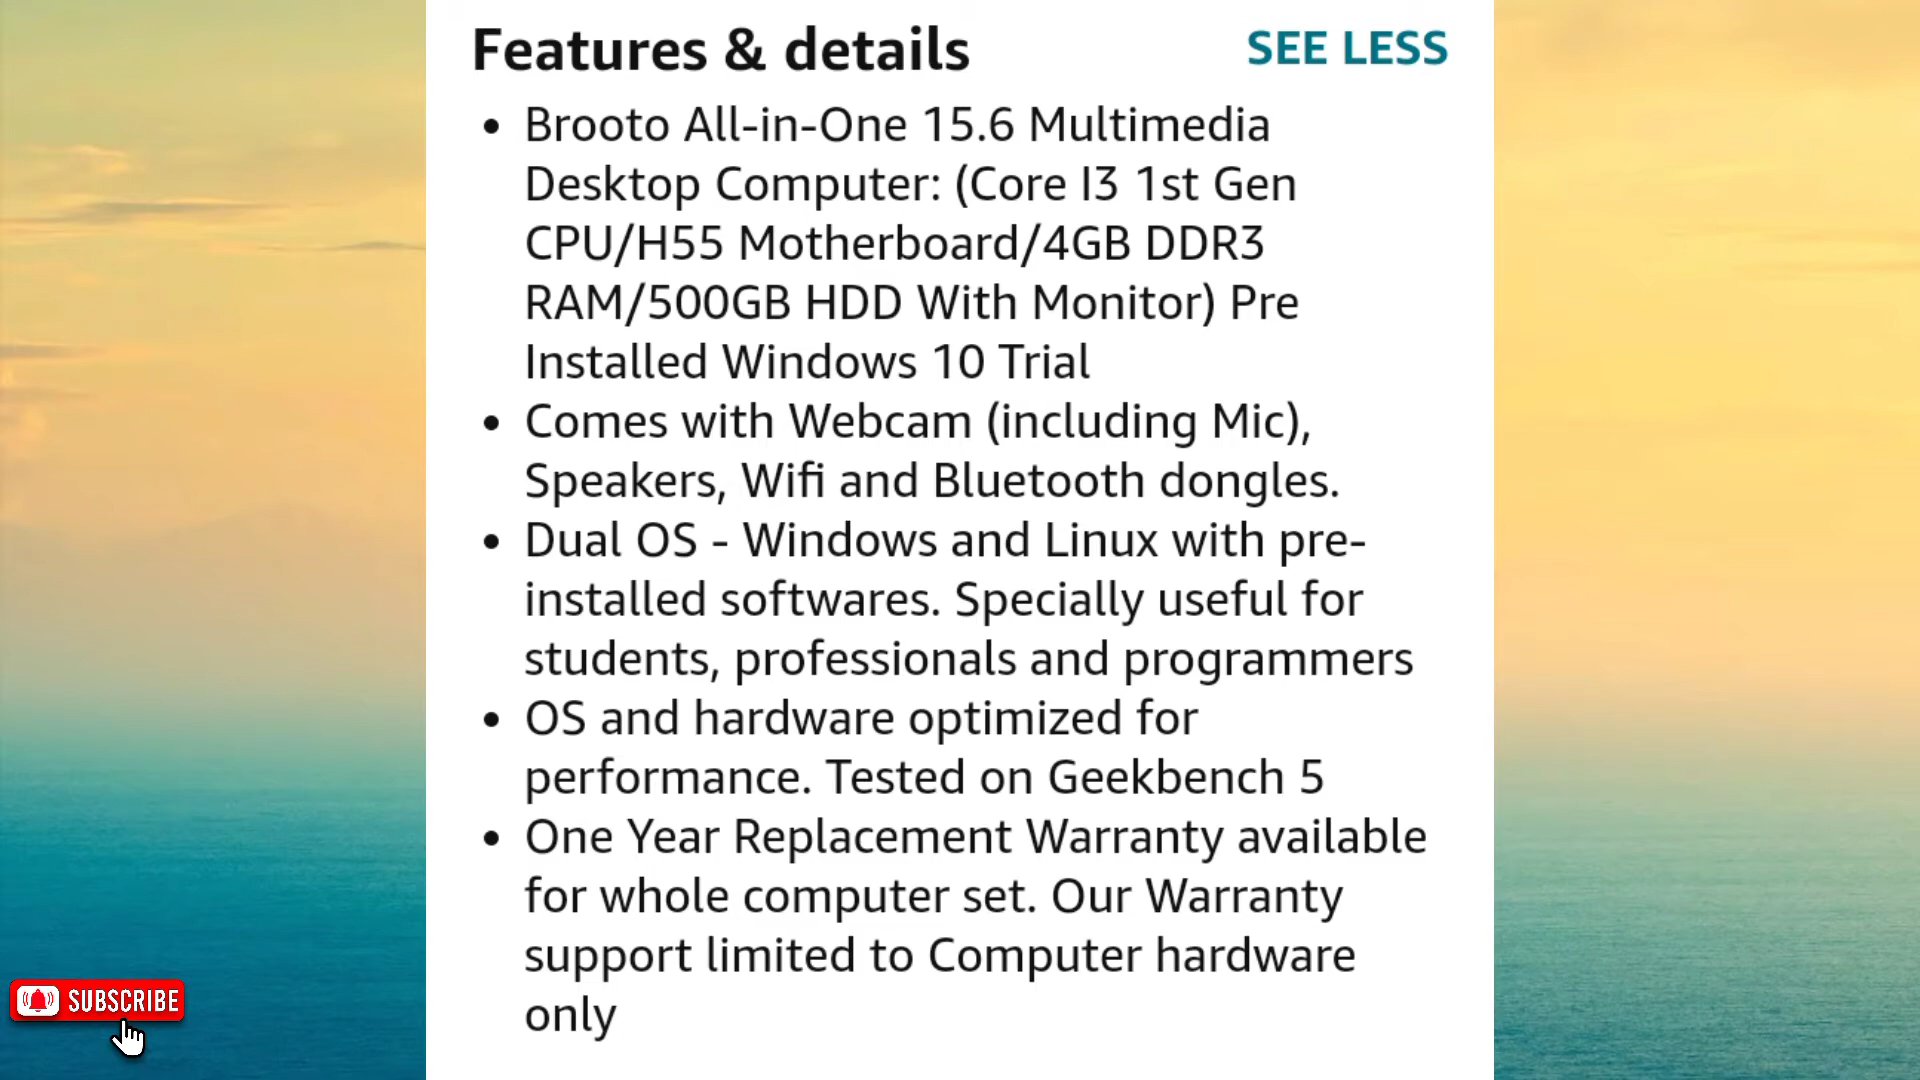 Features & details
SEE LESS
• Brooto All-in-One 15.6 Multimedia
Desktop Computer: (Core I3 1st Gen
CPU/H55 Motherboard/4GB DDR3
RAM/500GB HDD With Monitor) Pre
Installed Windows 10 Trial
• Comes with Webcam (including Mic),
Speakers, Wifi and Bluetooth dongles.
• Dual OS - Windows and Linux with pre-
installed softwares. Specially useful for
students, professionals and programmers
• OS and hardware optimized for
performance. Tested on Geekbench 5
• One Year Replacement Warranty available
for whole computer set. Our Warranty
support limited to Computer hardware
only
SUBSCRIBE